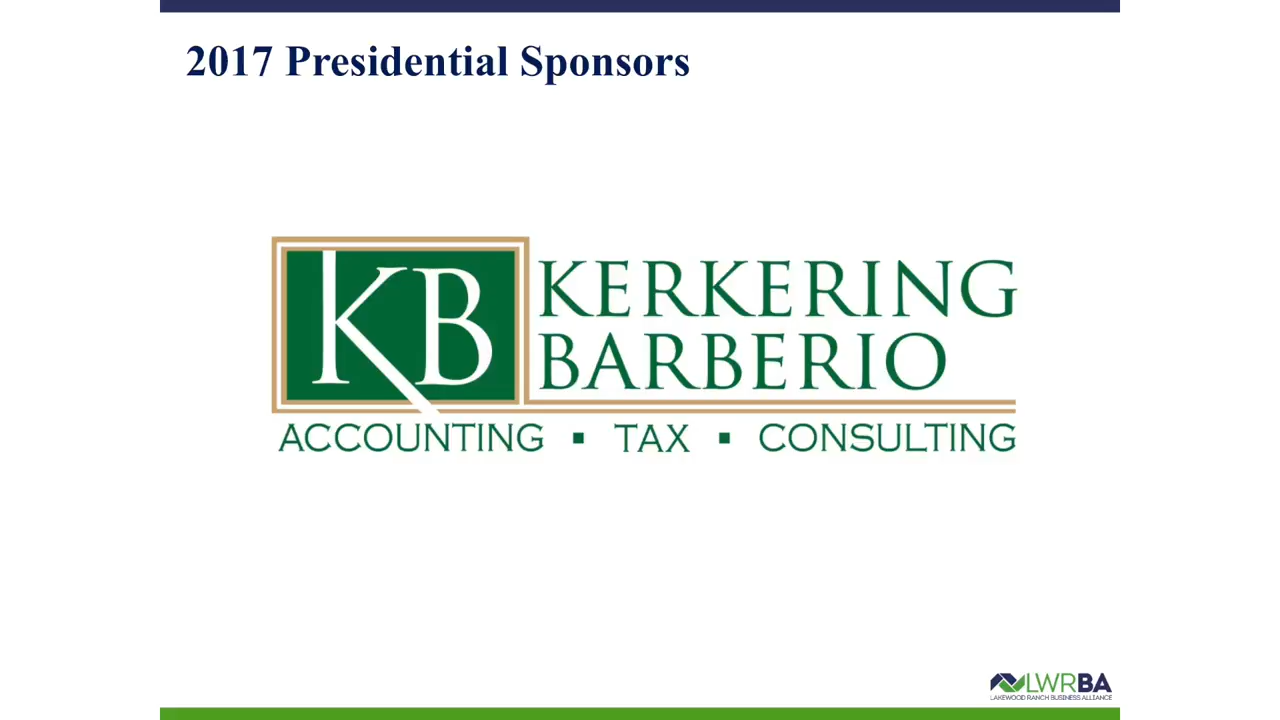 2017 Presidential Sponsors
KB
KERKERING
BARBERIO
ACCOUNTING ▪ TAX ▪ CONSULTING
LWRBA
LAKEWOOD RANCH BUSINESS ALLIANCE